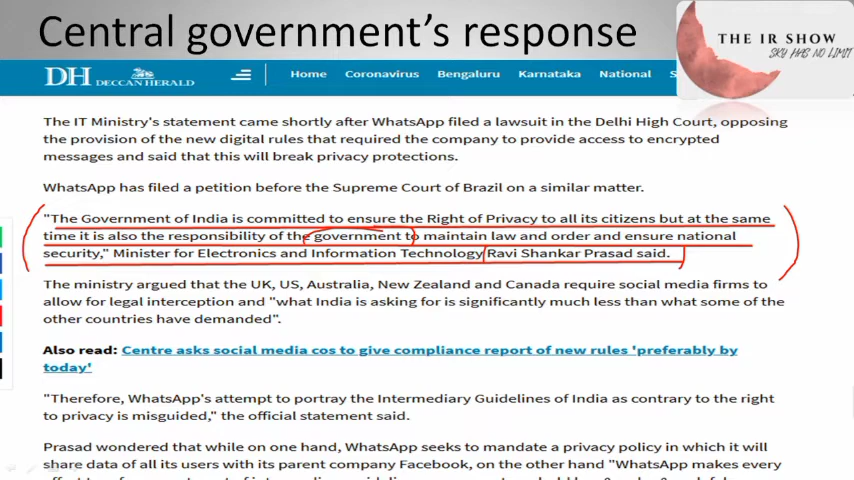 Central government's response
THE IR SHOW
SKY HAS NO LIMIT
DH DECCAN HERALD Home Coronavirus Bengaluru Karnataka National S
The IT Ministry's statement came shortly after WhatsApp filed a lawsuit in the Delhi High Court, opposing
the provision of the new digital rules that required the company to provide access to encrypted
messages and said that this will break privacy protections.
WhatsApp has filed a petition before the Supreme Court of Brazil on a similar matter.
"The Government of India is committed to ensure the Right of Privacy to all its citizens but at the same
time it is also the responsibility of the government to maintain law and order and ensure national
security," Minister for Electronics and Information Technology Ravi Shankar Prasad said.
The ministry argued that the UK, US, Australia, New Zealand and Canada require social media firms to
allow for legal interception and "what India is asking for is significantly much less than what some of the
other countries have demanded".
Also read: Centre asks social media cos to give compliance report of new rules 'preferably by
today'
"Therefore, WhatsApp's attempt to portray the Intermediary Guidelines of India as contrary to the right
to privacy is misguided," the official statement said.
Prasad wondered that while on one hand, WhatsApp seeks to mandate a privacy policy in which it will
share data of all its users with its parent company Facebook, on the other hand "WhatsApp makes every